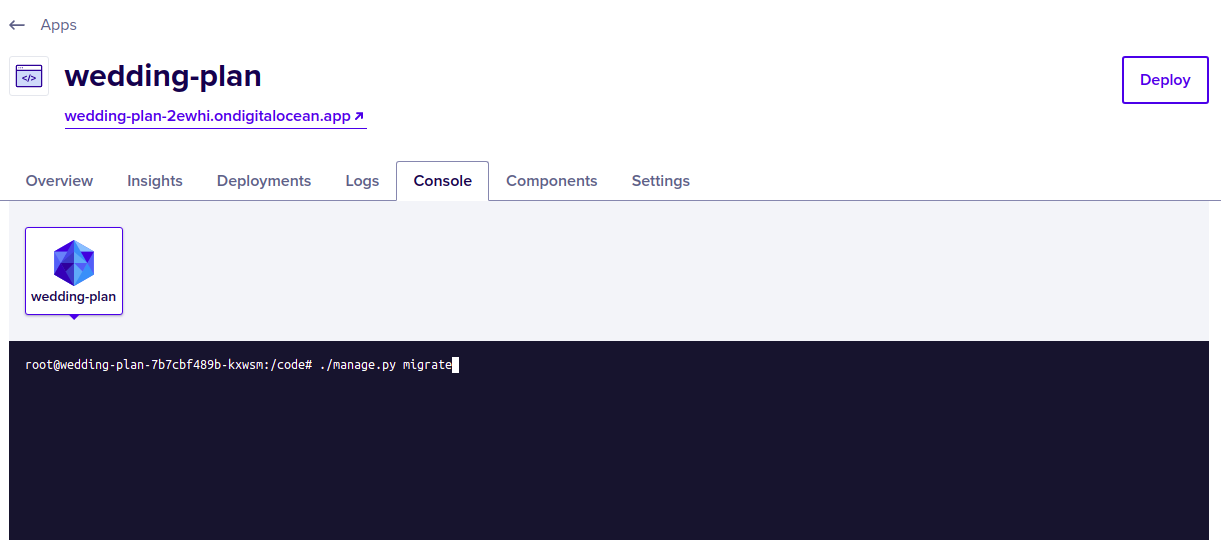 ← Apps
</>
wedding-plan
Deploy
wedding-plan-2ewhi.ondigitalocean.app
Overview Insights Deployments Logs Console Components Settings
wedding-plan
root@wedding-plan-7b7cbf489b-kxwsm:/code# ./manage.py migrate